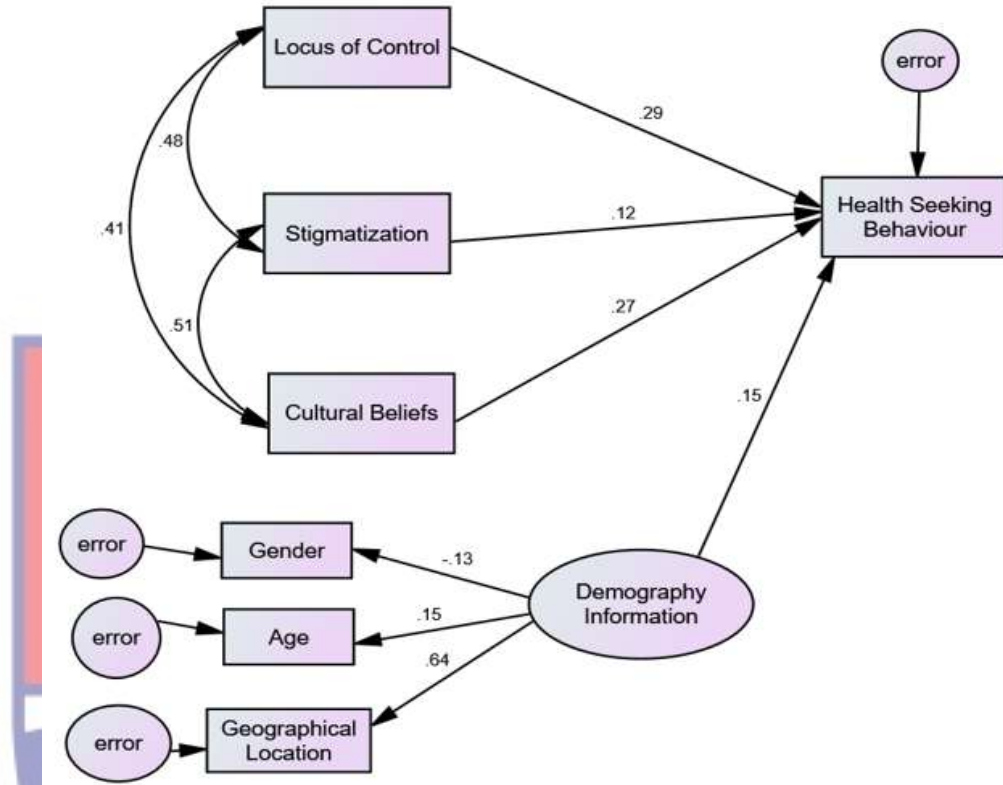 Locus of Control
error
.29
.48
Health Seeking
Behaviour
.12
Stigmatization
.41
.27
.51
.15
Cultural Beliefs
error
Gender
-.13
Demography
Information
error
Age
.15
.64
error
Geographical
Location